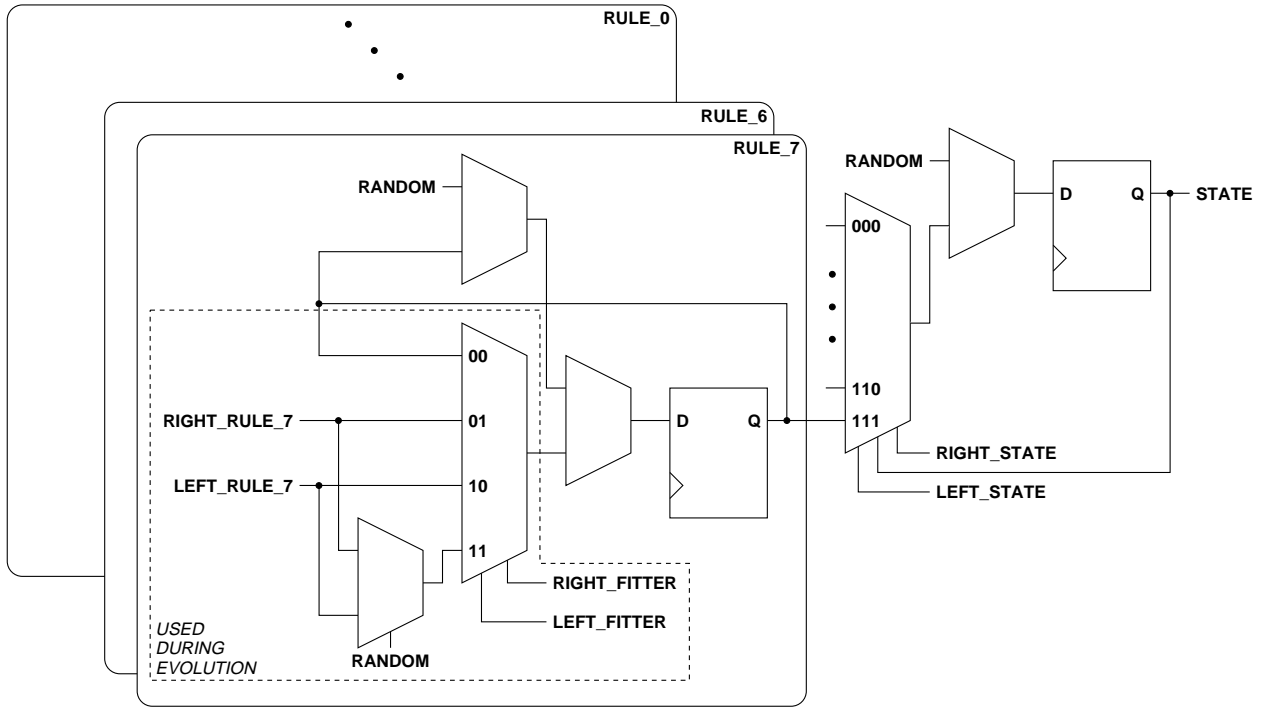 RULE_0
RULE_6
RULE_7
RANDOM
RANDOM
D Q
STATE
000
00
110
RIGHT_RULE_7
01
D Q
111
RIGHT_STATE
LEFT_RULE_7
10
LEFT_STATE
11
RIGHT_FITTER
LEFT_FITTER
USED
DURING
EVOLUTION
RANDOM